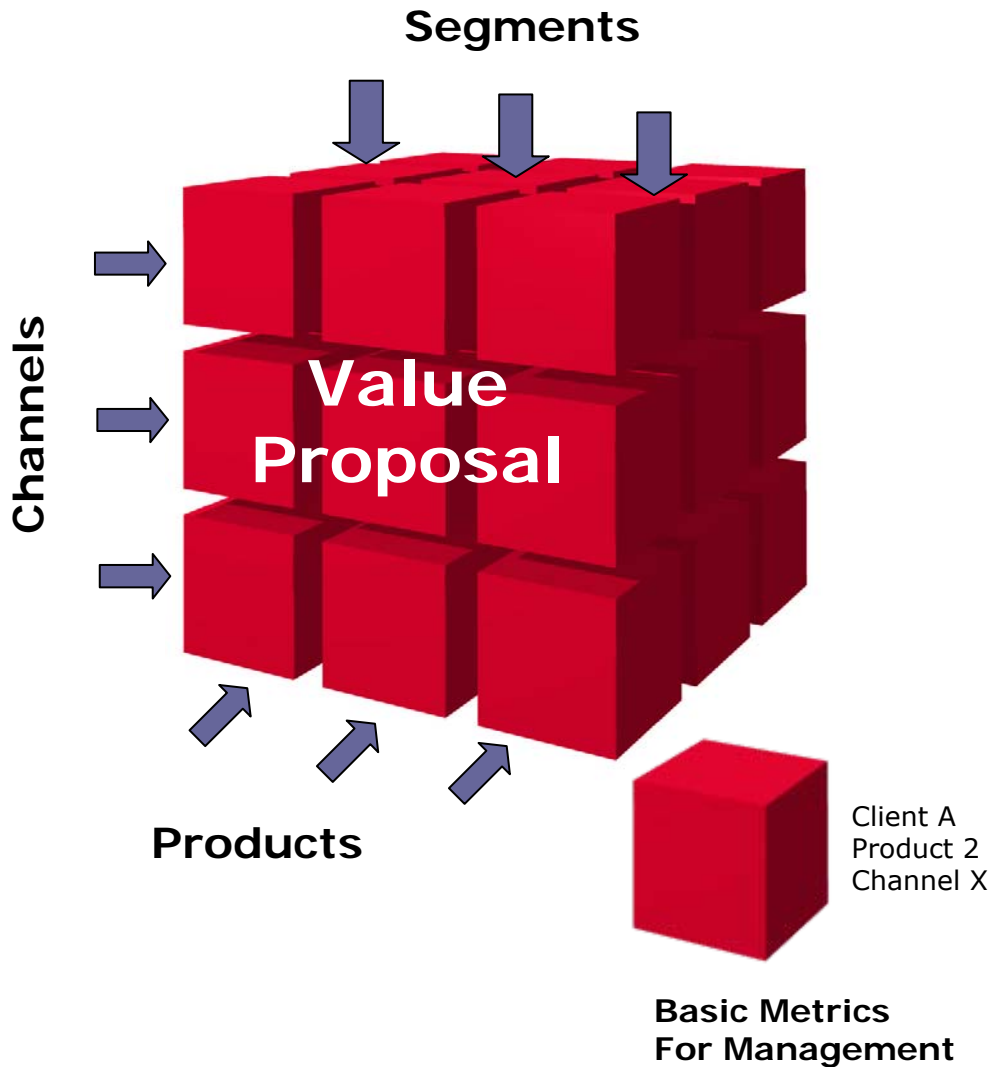 Segments
Channels
Value
Proposal
Products
Client A
Product 2
Channel X
Basic Metrics
For Management